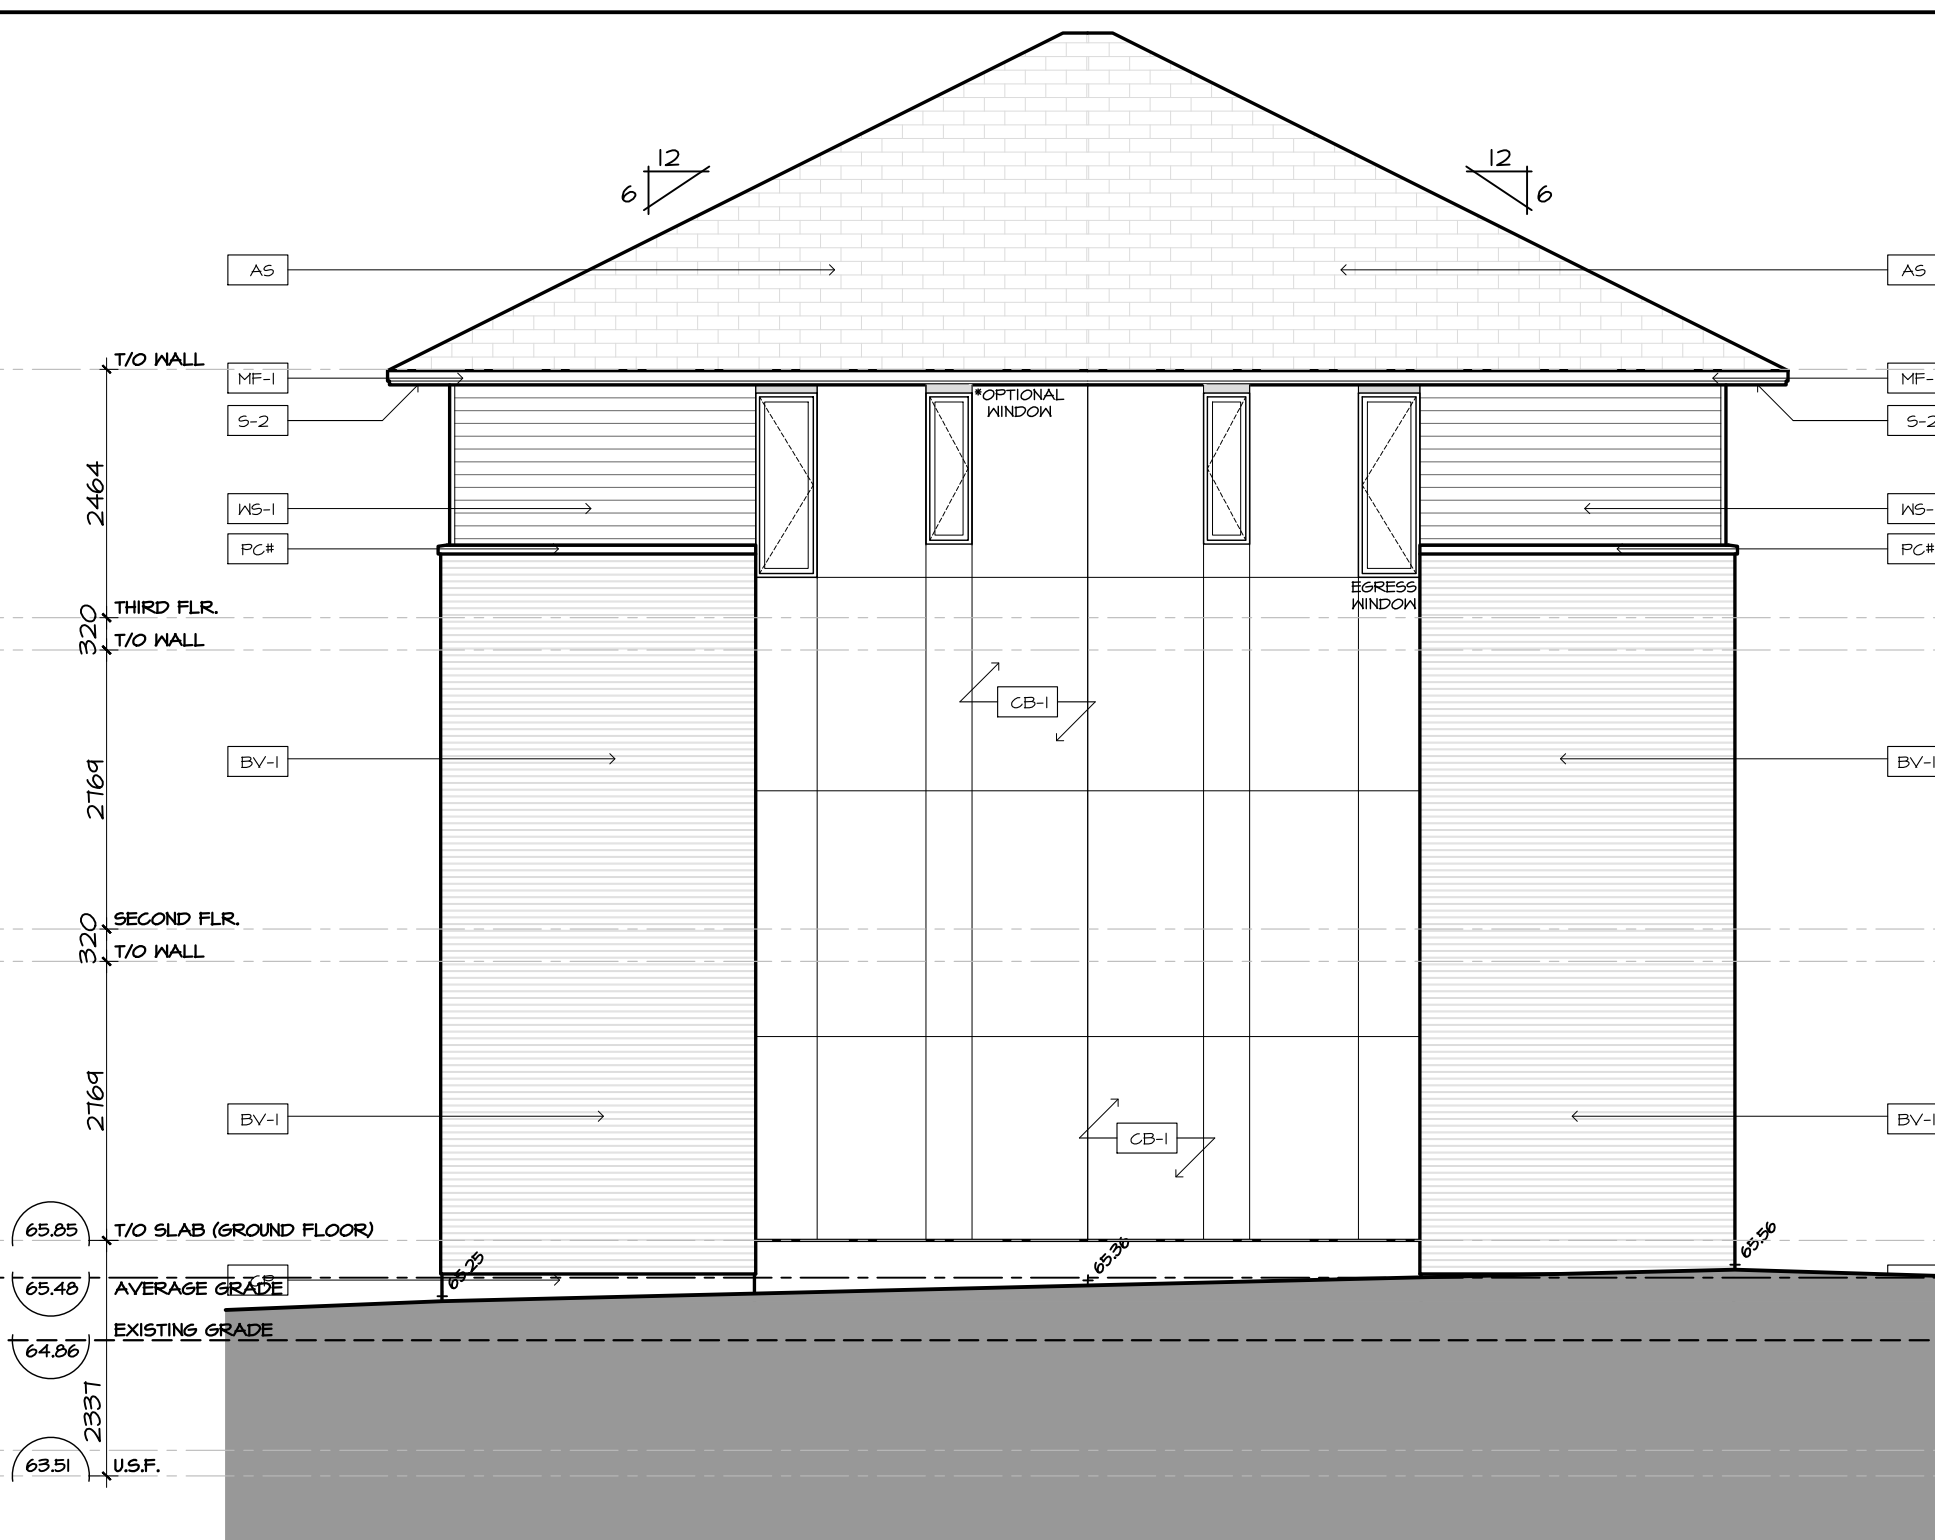 12
6
12
6
AS
AS
T/O WALL
MF-1
MF-
S-2
S-2
*OPTIONAL
WINDOW
2464
WS-1
WS-
PC#
PC#
EGRESS
WINDOW
THIRD FLR.
320
T/O WALL
CB-1
BV-1
BV-1
2769
SECOND FLR.
320
T/O WALL
2769
BV-1
BV-1
CB-1
65.85
T/O SLAB (GROUND FLOOR)
65.25
65.36
65.56
65.48
AVERAGE GRADE
EXISTING GRADE
64.86
2337
63.51
U.S.F.